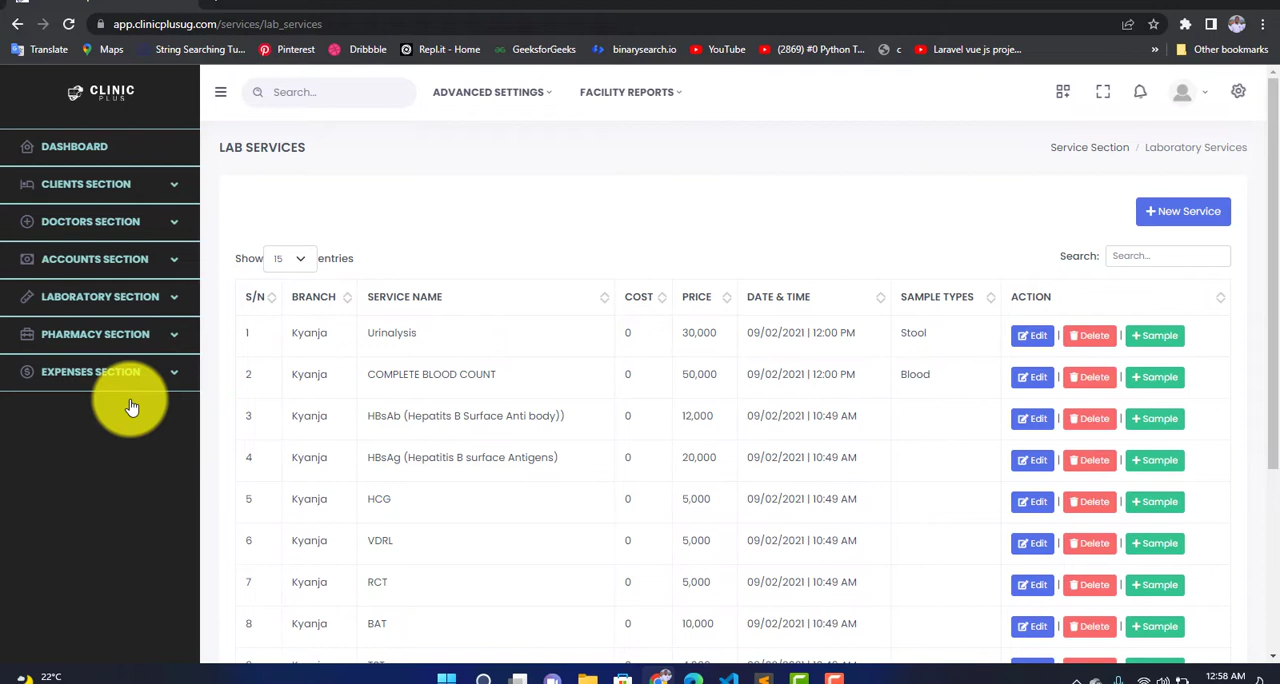 app.clinicplusug.com/services/lab_services
Translate Maps String Searching Tu... Pinterest Dribbble Repl.it - Home GeeksforGeeks binarysearch.io YouTube (2869) #0 Python T... c Laravel vue js proje... » Other bookmarks
CLINIC
PLUS
Search...
ADVANCED SETTINGS
FACILITY REPORTS
DASHBOARD
CLIENTS SECTION
DOCTORS SECTION
ACCOUNTS SECTION
LABORATORY SECTION
PHARMACY SECTION
EXPENSES SECTION
LAB SERVICES
Service Section / Laboratory Services
+ New Service
Show 15 entries
Search: Search...
S/N BRANCH SERVICE NAME COST PRICE DATE & TIME SAMPLE TYPES ACTION
1 Kyanja Urinalysis 0 30,000 09/02/2021 | 12:00 PM Stool Edit | Delete | +Sample
2 Kyanja COMPLETE BLOOD COUNT 0 50,000 09/02/2021 | 12:00 PM Blood Edit | Delete | +Sample
3 Kyanja HBsAb (Hepatits B Surface Anti body)) 0 12,000 09/02/2021 | 10:49 AM Edit | Delete | +Sample
4 Kyanja HBsAg (Hepatitis B surface Antigens) 0 20,000 09/02/2021 | 10:49 AM Edit | Delete | +Sample
5 Kyanja HCG 0 5,000 09/02/2021 | 10:49 AM Edit | Delete | +Sample
6 Kyanja VDRL 0 5,000 09/02/2021 | 10:49 AM Edit | Delete | +Sample
7 Kyanja RCT 0 5,000 09/02/2021 | 10:49 AM Edit | Delete | +Sample
8 Kyanja BAT 0 10,000 09/02/2021 | 10:49 AM Edit | Delete | +Sample
22°C
12:58 AM